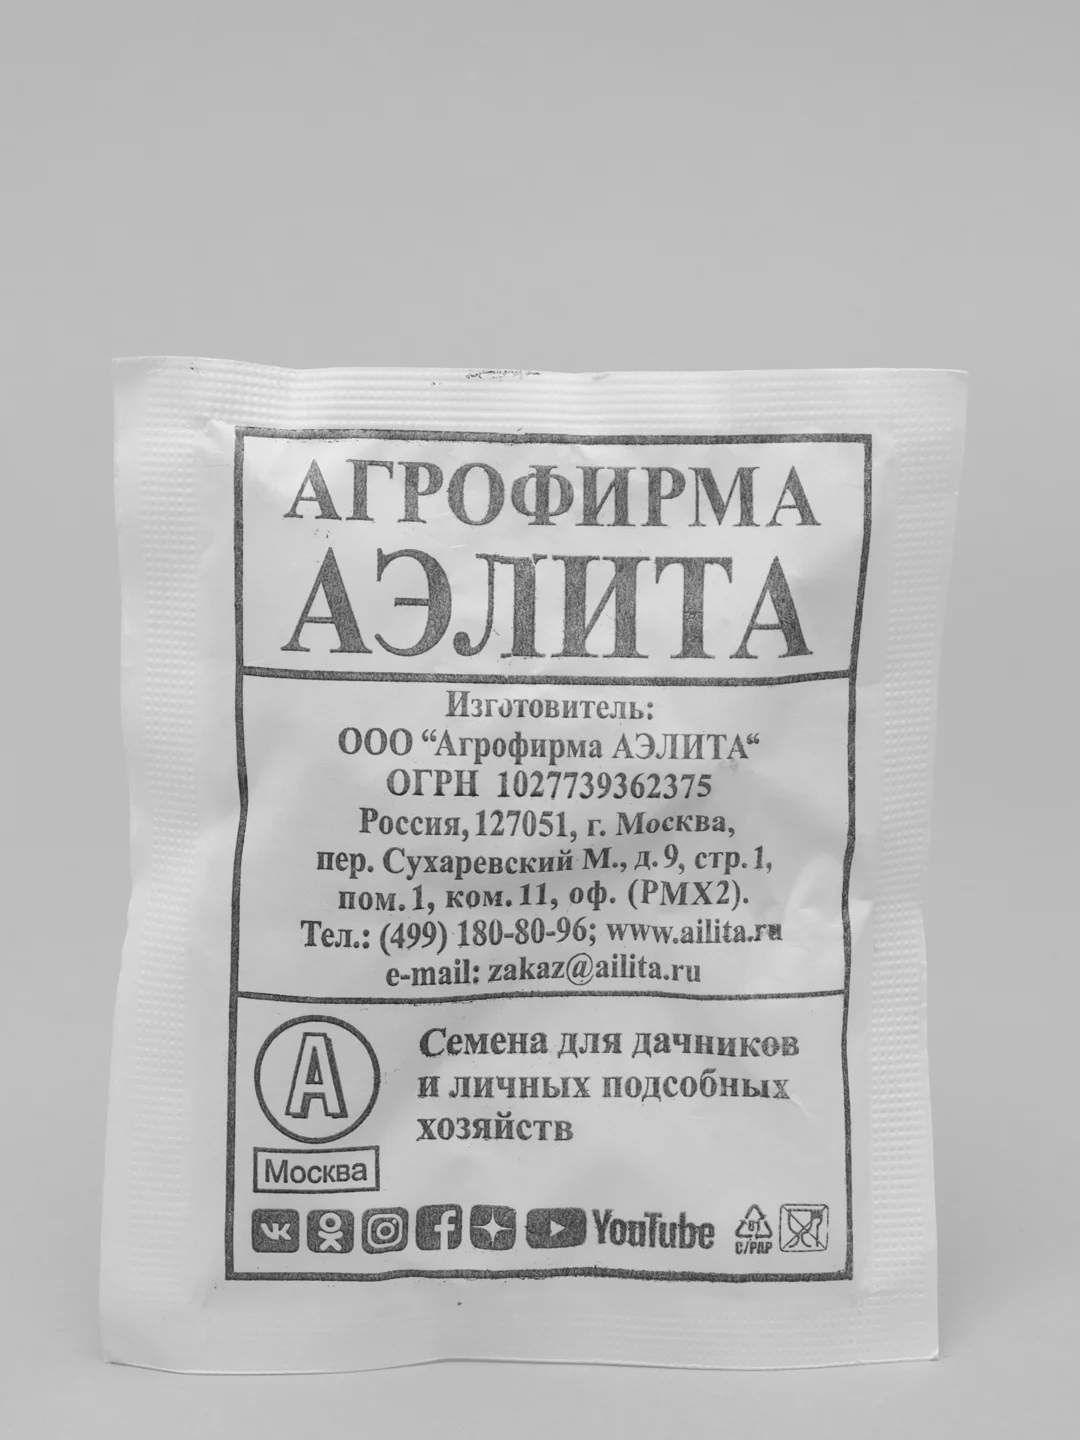 АГРОФИРМА
АЭЛИТА
Изготовитель:
ООО “Агрофирма АЭЛИТА“
ОГРН 1027739362375
Россия, 127051, г. Москва,
пер. Сухаревский М., д. 9, стр. 1,
пом. 1, ком. 11, оф. (РМХ2).
Тел.: (499) 180-80-96; www.ailita.ru
e-mail: zakaz@ailita.ru
А
Москва
Семена для дачников
и личных подсобных
хозяйств
YouTube
81
C/PAP